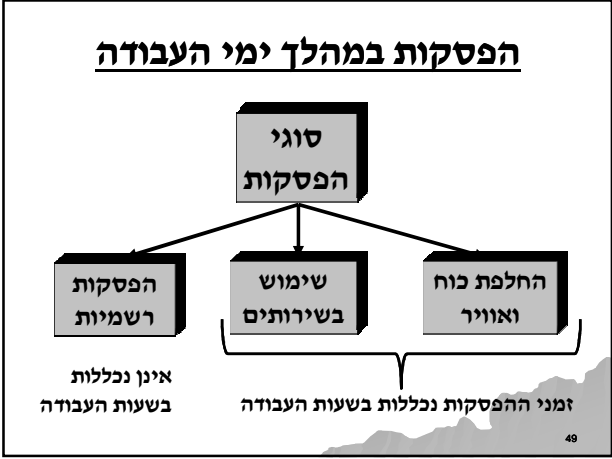 הפסקות במהלך ימי העבודה
סוגי
הפסקות
החלפת כוח
ואוויר
שימוש
בשירותים
הפסקות
רשמיות
זמני ההפסקות נכללות בשעות העבודה
אינן נכללות
בשעות העבודה
49